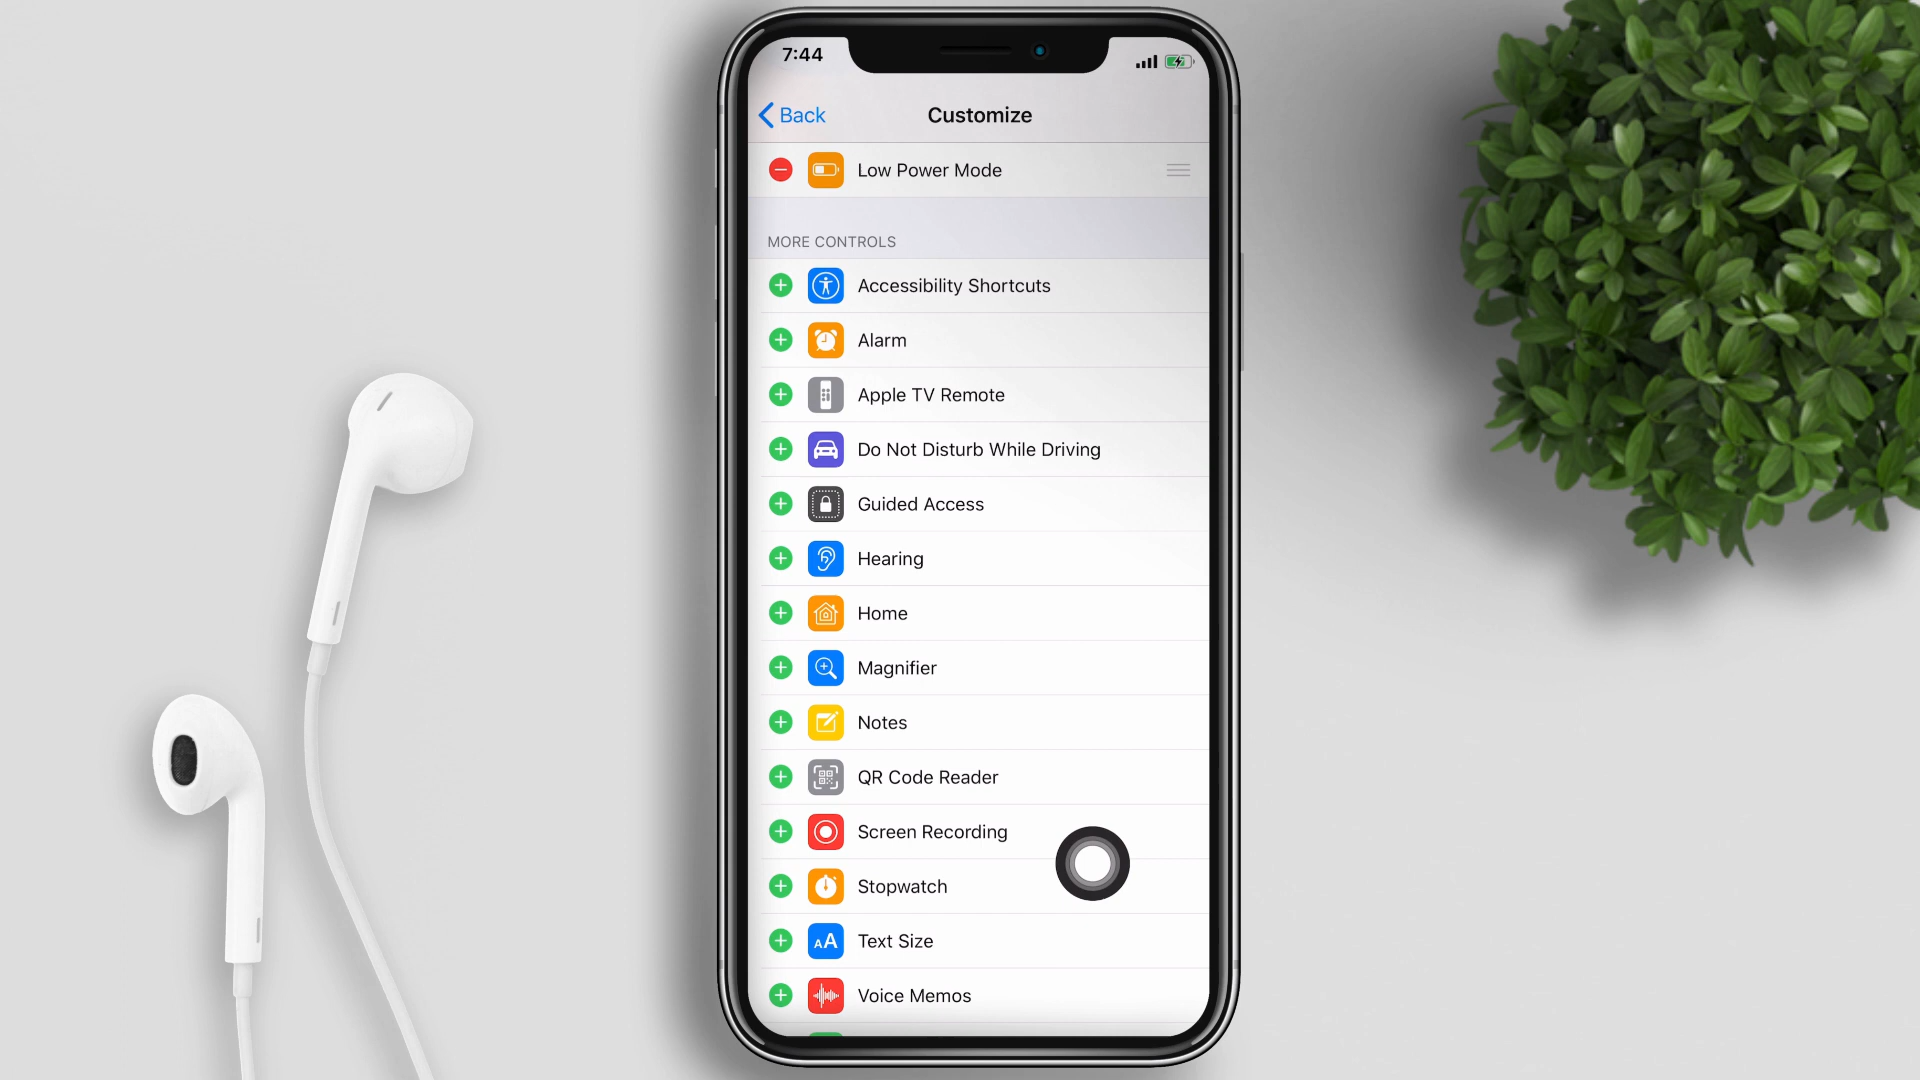 7:44
Back
Customize
Low Power Mode
MORE CONTROLS
Accessibility Shortcuts
Alarm
Apple TV Remote
Do Not Disturb While Driving
Guided Access
Hearing
Home
Magnifier
Notes
QR Code Reader
Screen Recording
Stopwatch
AA Text Size
Voice Memos